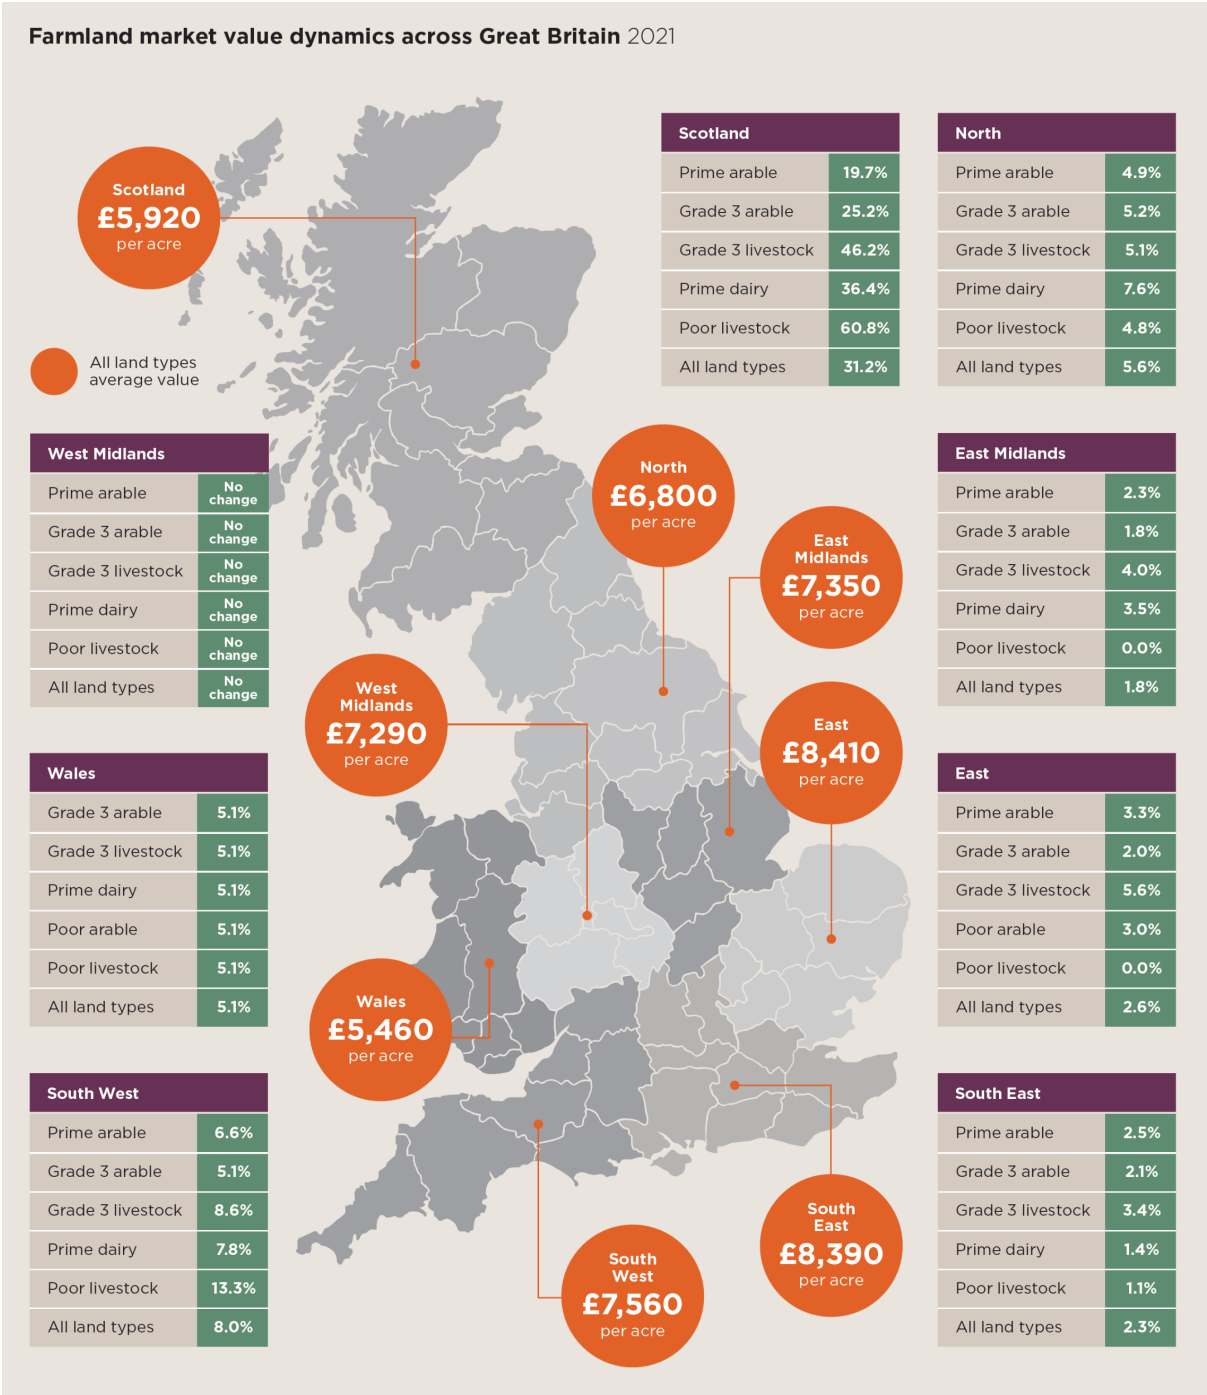 Farmland market value dynamics across Great Britain 2021
Scotland
£5,920
per acre
All land types
average value
Scotland
Prime arable 19.7%
Grade 3 arable 25.2%
Grade 3 livestock 46.2%
Prime dairy 36.4%
Poor livestock 60.8%
All land types 31.2%
North
Prime arable 4.9%
Grade 3 arable 5.2%
Grade 3 livestock 5.1%
Prime dairy 7.6%
Poor livestock 4.8%
All land types 5.6%
West Midlands
Prime arable No change
Grade 3 arable No change
Grade 3 livestock No change
Prime dairy No change
Poor livestock No change
All land types No change
North
£6,800
per acre
East
Midlands
£7,350
per acre
East Midlands
Prime arable 2.3%
Grade 3 arable 1.8%
Grade 3 livestock 4.0%
Prime dairy 3.5%
Poor livestock 0.0%
All land types 1.8%
West
Midlands
£7,290
per acre
East
£8,410
per acre
Wales
Grade 3 arable 5.1%
Grade 3 livestock 5.1%
Prime dairy 5.1%
Poor arable 5.1%
Poor livestock 5.1%
All land types 5.1%
East
Prime arable 3.3%
Grade 3 arable 2.0%
Grade 3 livestock 5.6%
Poor arable 3.0%
Poor livestock 0.0%
All land types 2.6%
Wales
£5,460
per acre
South West
Prime arable 6.6%
Grade 3 arable 5.1%
Grade 3 livestock 8.6%
Prime dairy 7.8%
Poor livestock 13.3%
All land types 8.0%
South
West
£7,560
per acre
South
East
£8,390
per acre
South East
Prime arable 2.5%
Grade 3 arable 2.1%
Grade 3 livestock 3.4%
Prime dairy 1.4%
Poor livestock 1.1%
All land types 2.3%